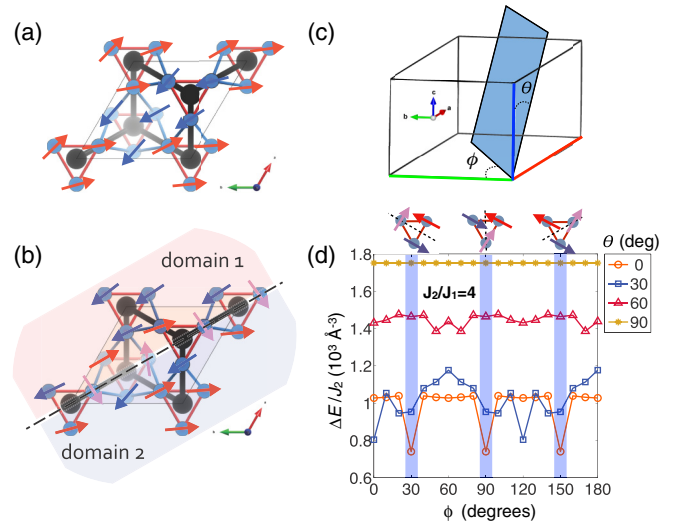 (a)
(c)
θ
c
a
b
ϕ
(b)
domain 1
domain 2
(d)
θ (deg)
0
30
60
90
J₂/J₁=4
ΔE/J₂ (10³ Å⁻³)
1.8
1.6
1.4
1.2
1
0.8
0.6
0 30 60 90 120 150 180
ϕ (degrees)